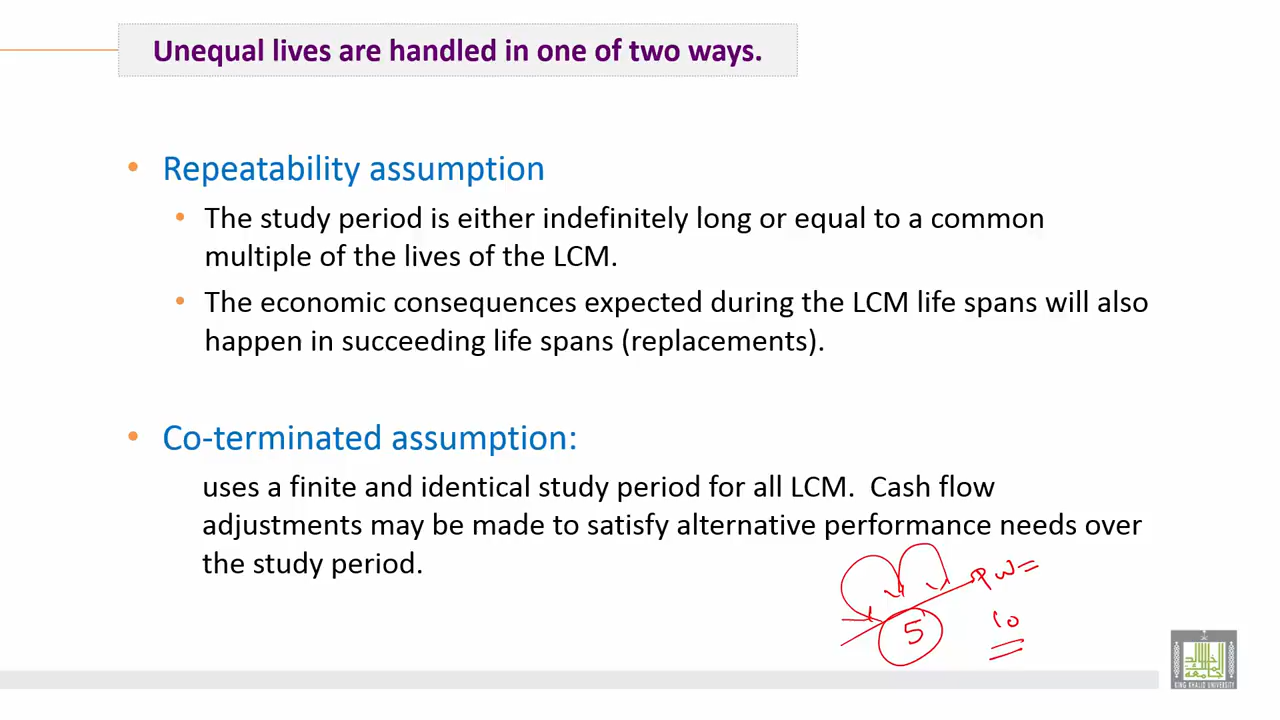 Unequal lives are handled in one of two ways.
• Repeatability assumption
• The study period is either indefinitely long or equal to a common
multiple of the lives of the LCM.
• The economic consequences expected during the LCM life spans will also
happen in succeeding life spans (replacements).
• Co-terminated assumption:
uses a finite and identical study period for all LCM. Cash flow
adjustments may be made to satisfy alternative performance needs over
the study period.
PW=
5
10
KING KHALID UNIVERSITY